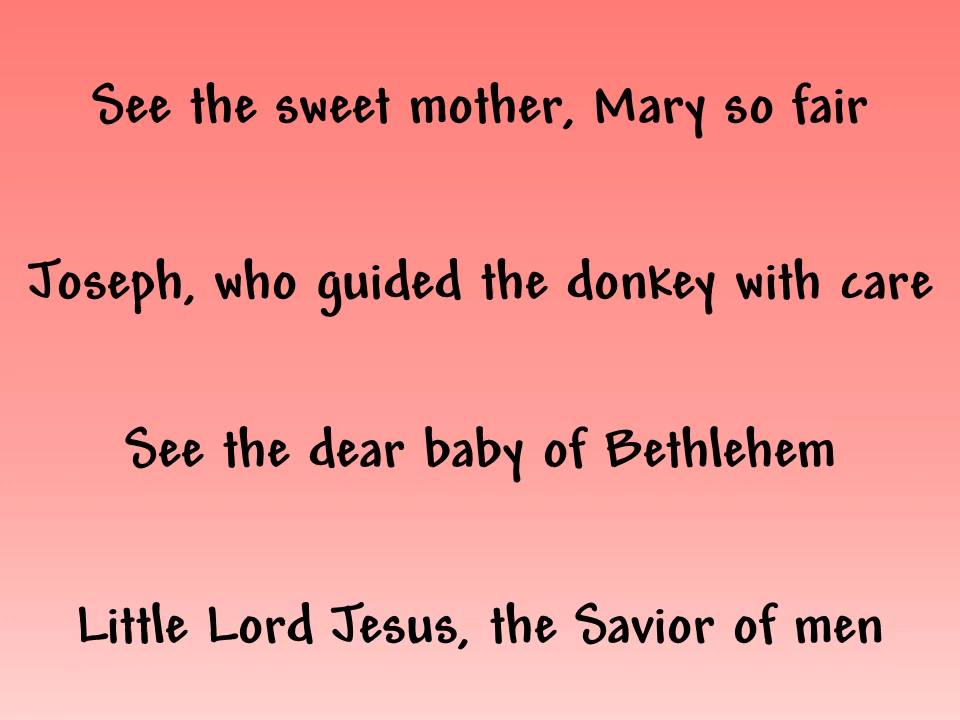 See the sweet mother, Mary so fair
Joseph, who guided the donkey with care
See the dear baby of Bethlehem
Little Lord Jesus, the Savior of men